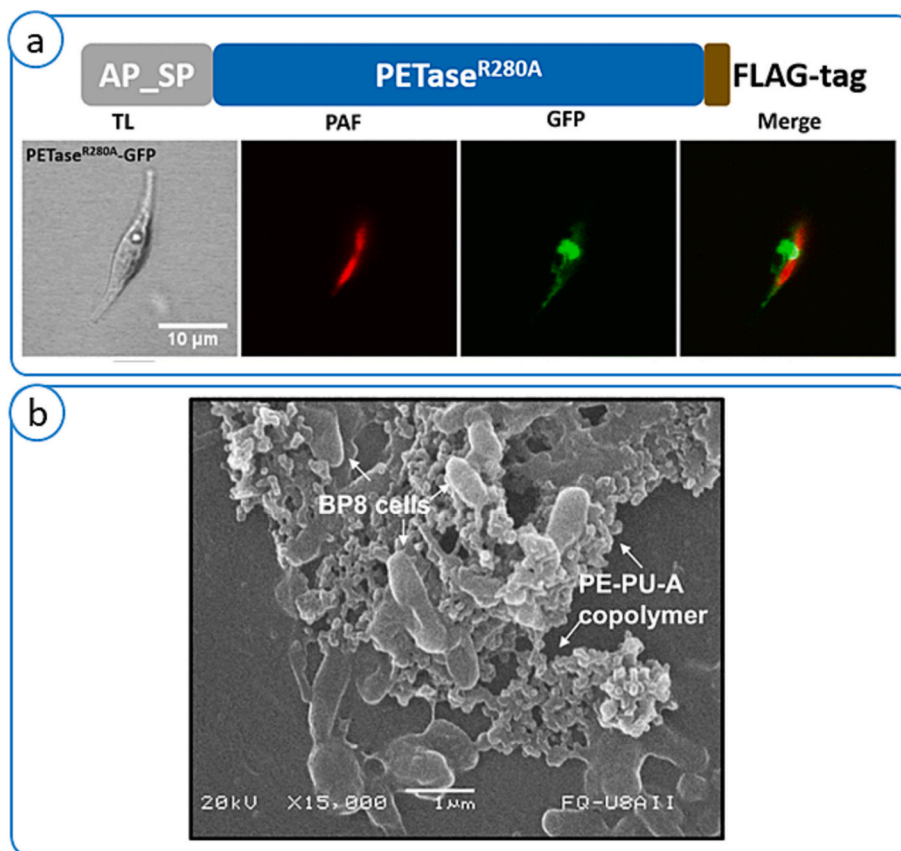 a
AP_SP PETaseR280A FLAG-tag
TL PAF GFP Merge
PETaseR280A-GFP
10 µm
b
BP8 cells
PE-PU-A
copolymer
20kV X15,000 1µm FQ-U8AII